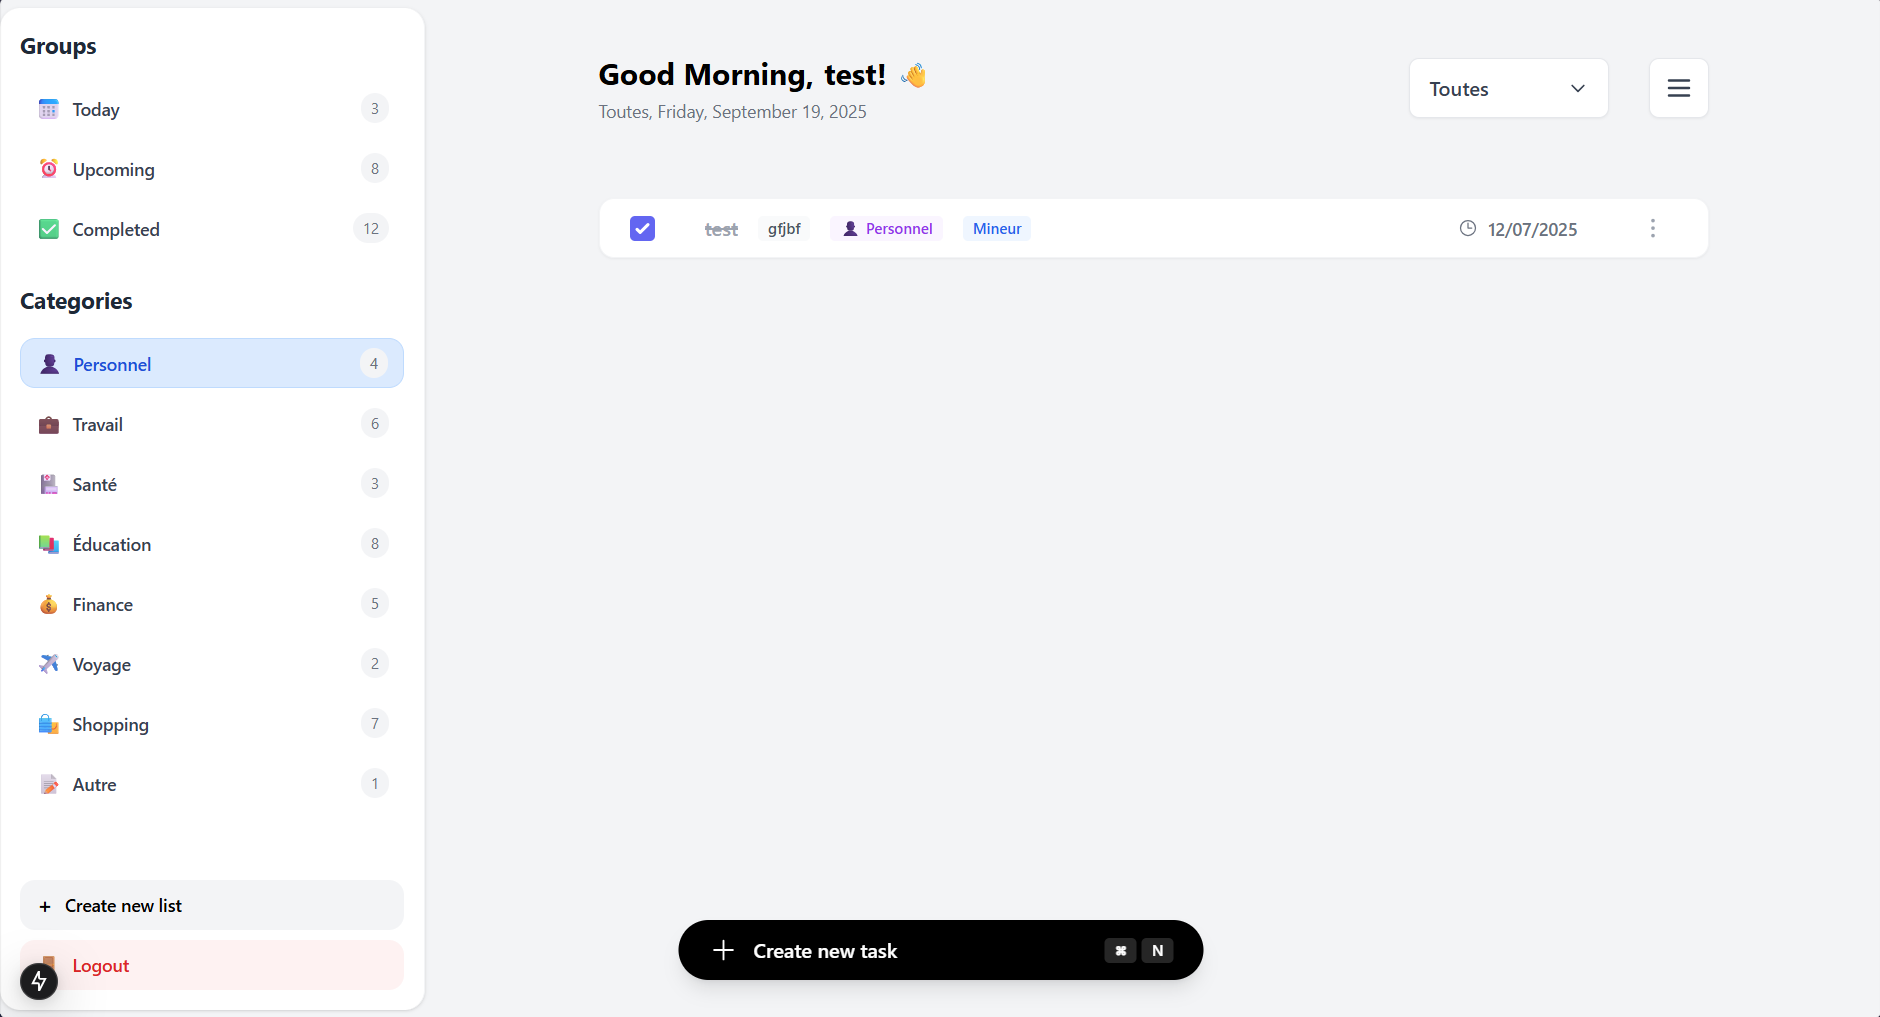 Groups
Today 3
Upcoming 8
Completed 12
Categories
Personnel 4
Travail 6
Santé 3
Éducation 8
Finance 5
Voyage 2
Shopping 7
Autre 1
+ Create new list
Logout
Good Morning, test! 👋
Toutes, Friday, September 19, 2025
Toutes
test gfjbf Personnel Mineur 12/07/2025
Create new task ⌘ N